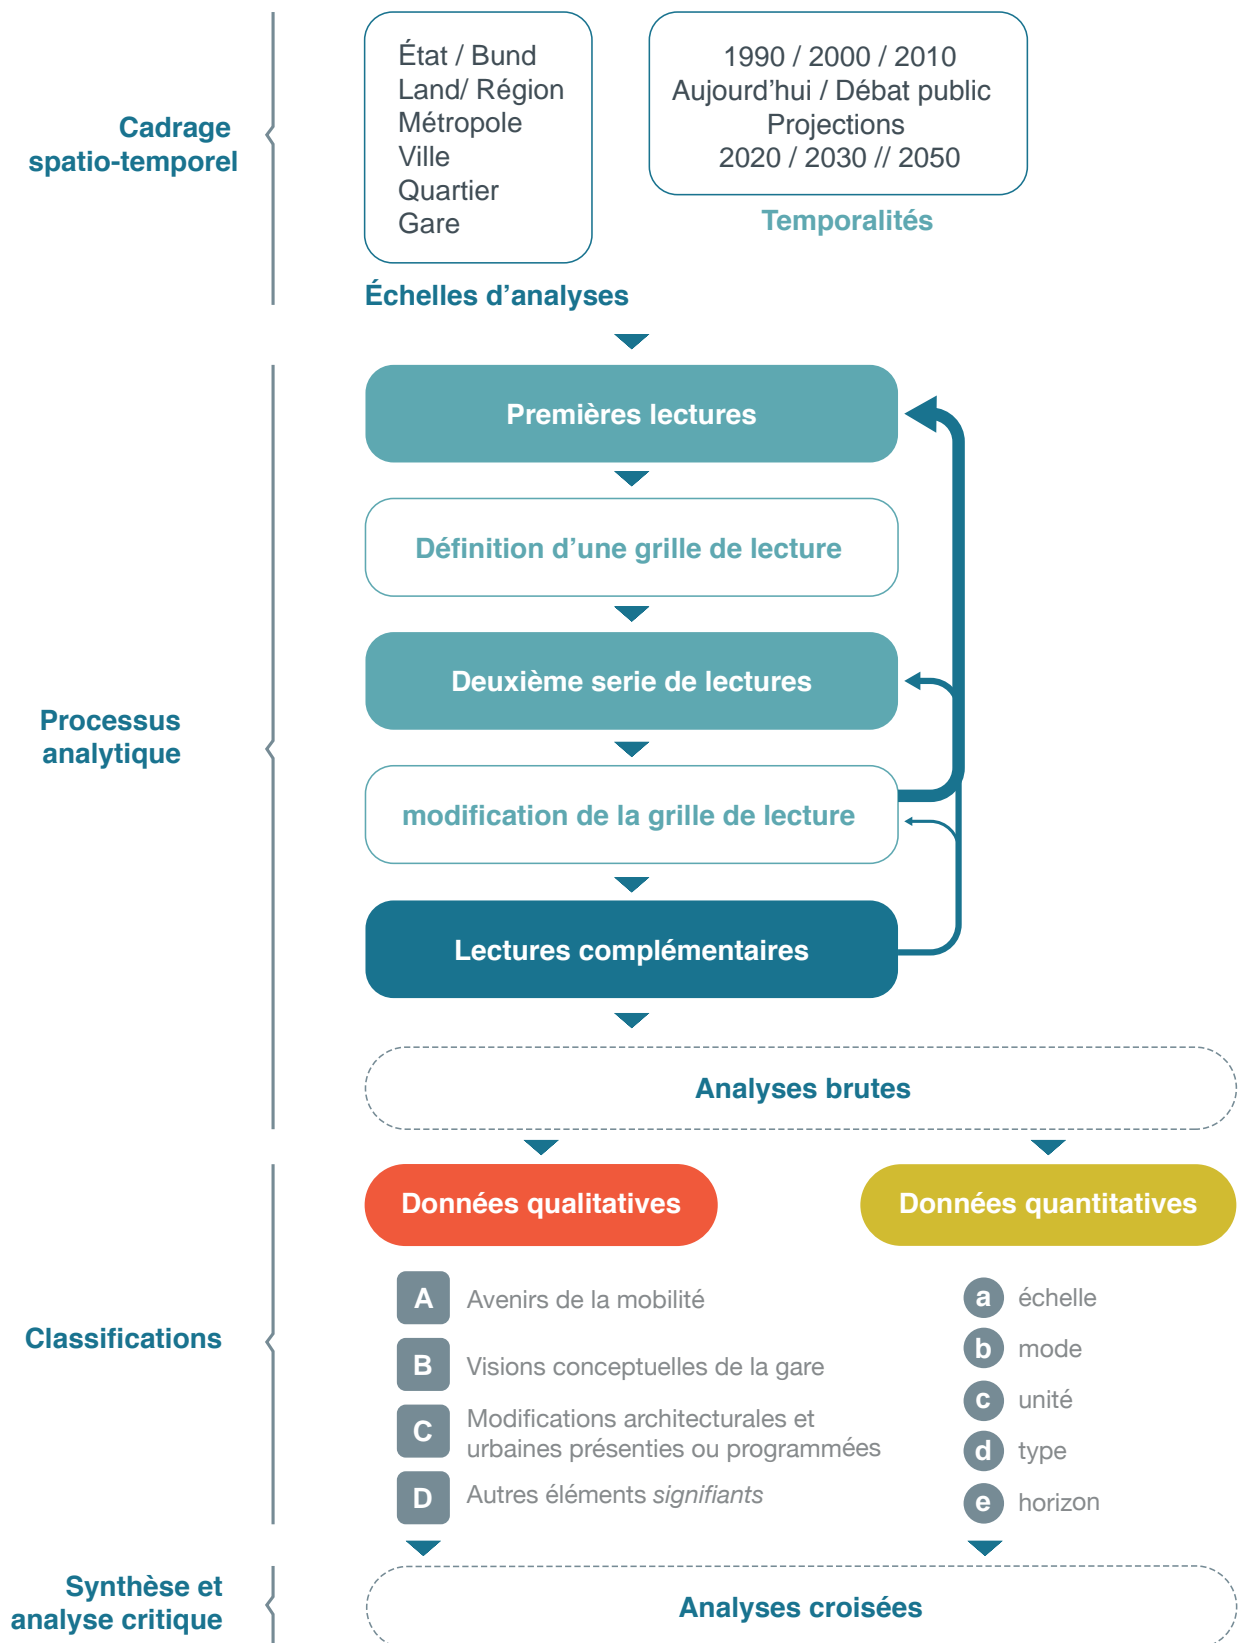 Cadrage
spatio-temporel
État / Bund
Land/ Région
Métropole
Ville
Quartier
Gare
Échelles d’analyses
1990 / 2000 / 2010
Aujourd’hui / Débat public
Projections
2020 / 2030 // 2050
Temporalités
Processus
analytique
Premières lectures
Définition d’une grille de lecture
Deuxième serie de lectures
modification de la grille de lecture
Lectures complémentaires
Analyses brutes
Classifications
Données qualitatives
A Avenirs de la mobilité
B Visions conceptuelles de la gare
C Modifications architecturales et
urbaines présenties ou programmées
D Autres éléments signifiants
Données quantitatives
a échelle
b mode
c unité
d type
e horizon
Synthèse et
analyse critique
Analyses croisées